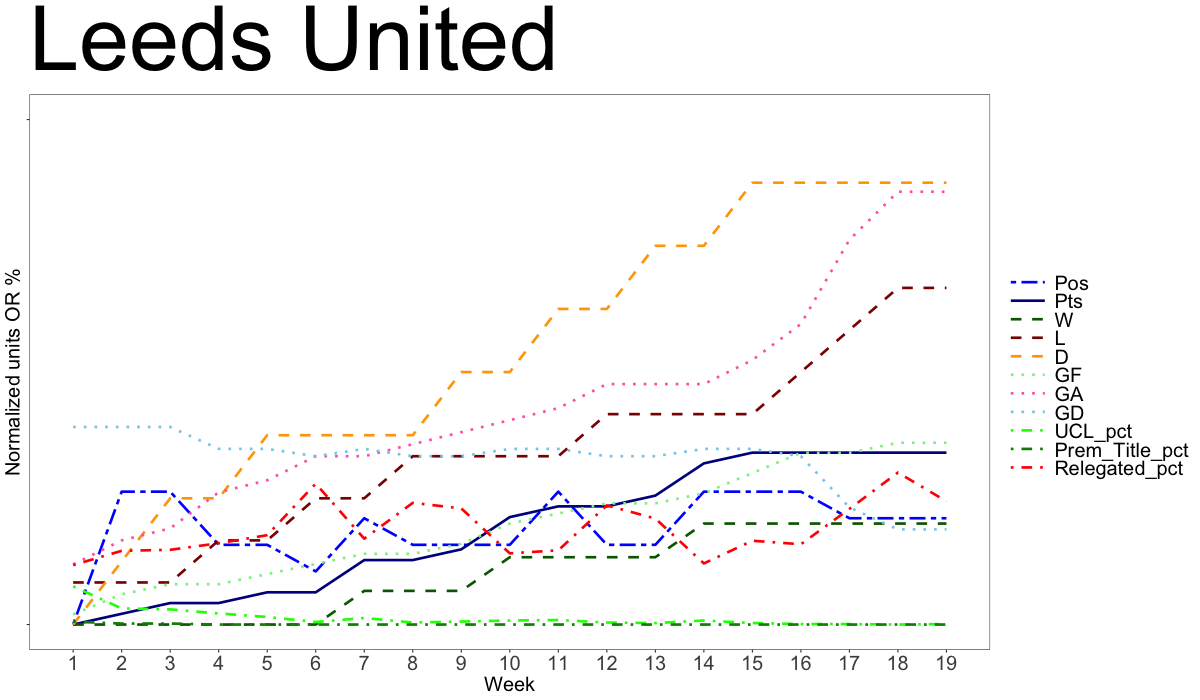 Leeds United
Normalized units OR %
1 2 3 4 5 6 7 8 9 10 11 12 13 14 15 16 17 18 19
Week
Pos
Pts
W
L
D
GF
GA
GD
UCL_pct
Prem_Title_pct
Relegated_pct